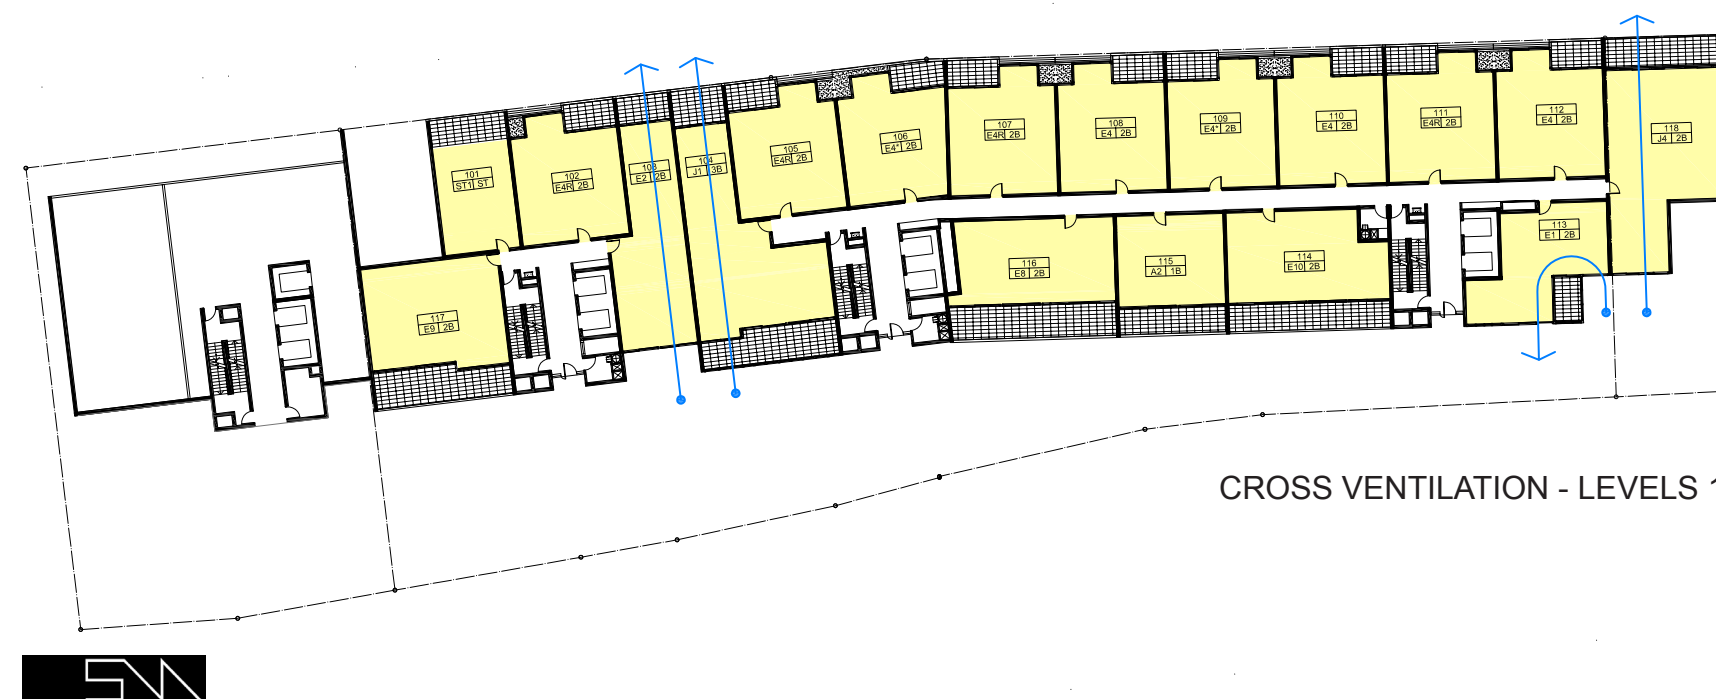 101
ST1 ST
102
E4R 2B
103
E2 2B
104
J1 3B
105
E4R 2B
106
E4* 2B
107
E4R 2B
108
E4 2B
109
E4* 2B
110
E4 2B
111
E4R 2B
112
E4 2B
118
J4 2B
113
E1 2B
114
E10 2B
115
A2 1B
116
E8 2B
117
E9 2B
CROSS VENTILATION - LEVELS 1